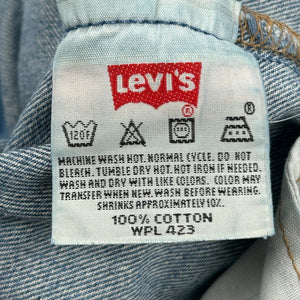 LEVI'S
®
®
120F
MACHINE WASH HOT. NORMAL CYCLE. DO NOT
BLEACH. TUMBLE DRY HOT. HOT IRON IF NEEDED.
WASH AND DRY WITH LIKE COLORS. COLOR MAY
TRANSFER WHEN NEW. WASH BEFORE WEARING.
SHRINKS APPROXIMATELY 10%.
100% COTTON
WPL 423